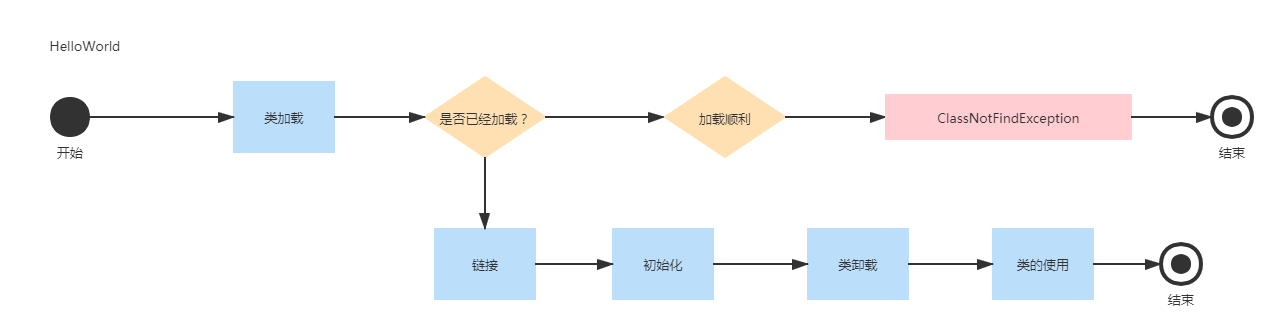 HelloWorld
开始
类加载
是否已经加载？
加载顺利
ClassNotFindException
结束
链接
初始化
类卸载
类的使用
结束